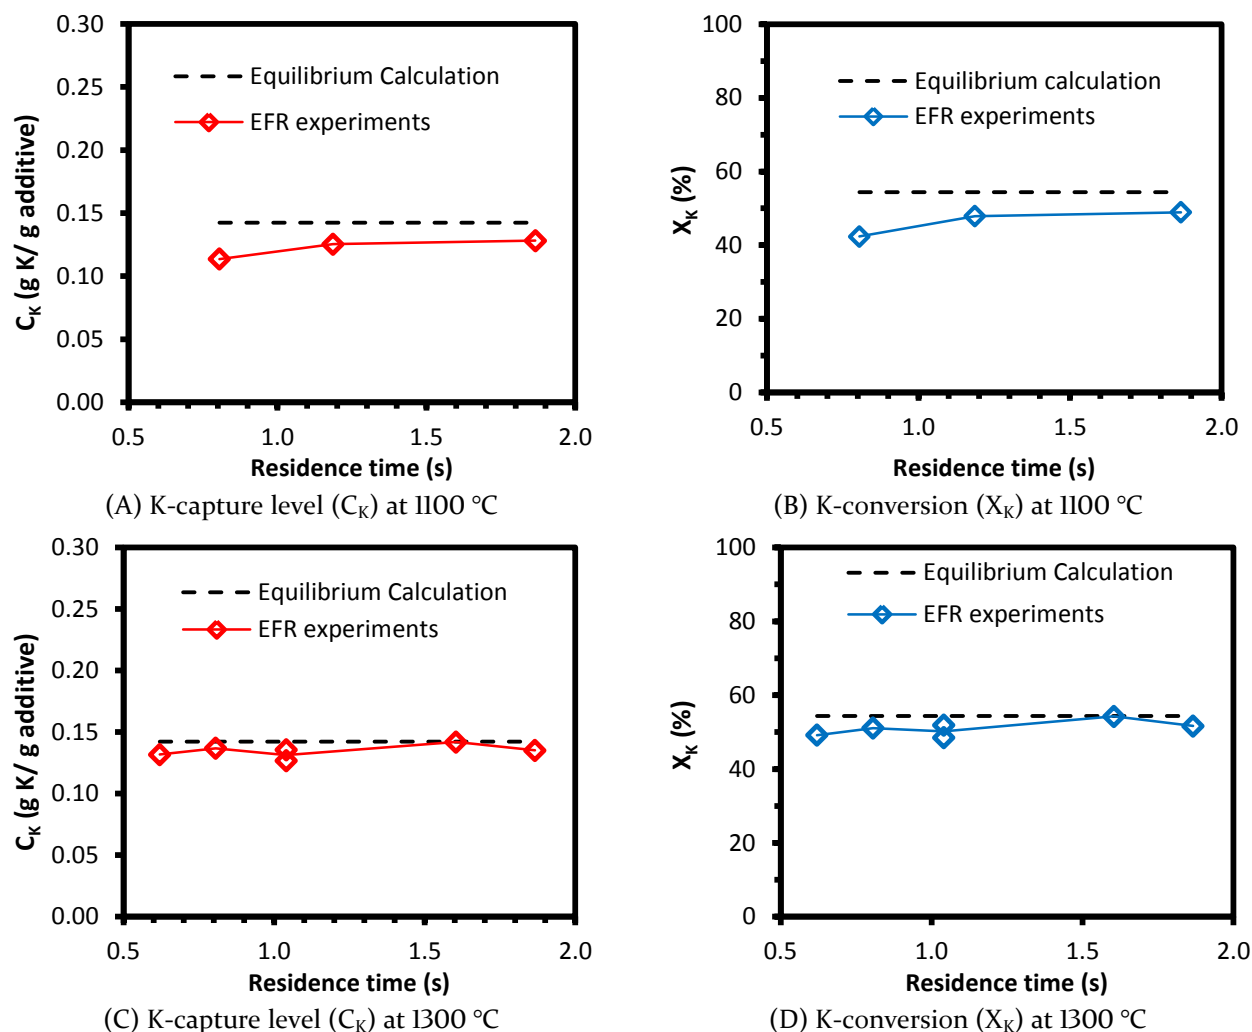 0.30
0.25
0.20
0.15
0.10
0.05
0.00
C_K (g K/ g additive)
Equilibrium Calculation
EFR experiments
0.5 1.0 1.5 2.0
Residence time (s)
(A) K-capture level (C_K) at 1100 °C
100
80
60
40
20
0
X_K (%)
Equilibrium calculation
EFR experiments
0.5 1.0 1.5 2.0
Residence time (s)
(B) K-conversion (X_K) at 1100 °C
0.30
0.25
0.20
0.15
0.10
0.05
0.00
C_K (g K/ g additive)
Equilibrium Calculation
EFR experiments
0.5 1.0 1.5 2.0
Residence time (s)
(C) K-capture level (C_K) at 1300 °C
100
80
60
40
20
0
X_K (%)
Equilibrium Calculation
EFR experiments
0.5 1.0 1.5 2.0
Residence time (s)
(D) K-conversion (X_K) at 1300 °C